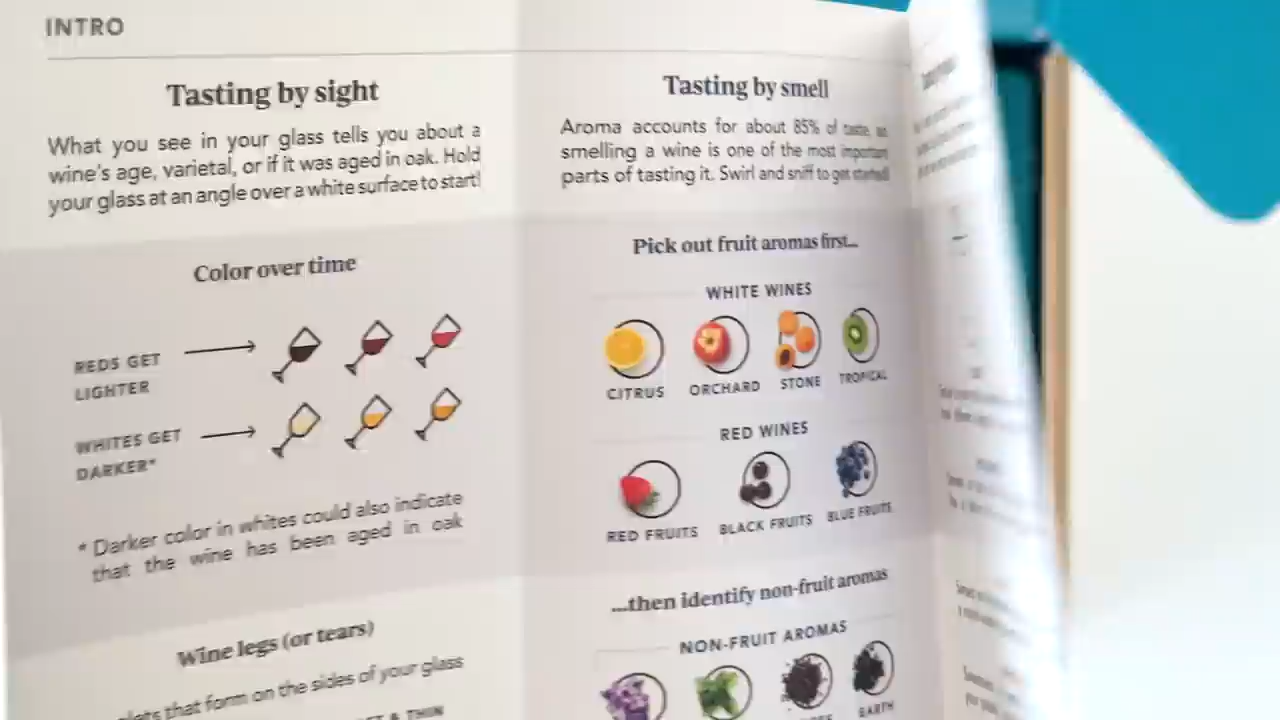 INTRO
Tasting by sight
What you see in your glass tells you about a
wine's age, varietal, or if it was aged in oak. Hold
your glass at an angle over a white surface to start!
Color over time
REDS GET
LIGHTER
WHITES GET
DARKER*
* Darker color in whites could also indicate
that the wine has been aged in oak
Wine legs (or tears)
that form on the sides of your glass
& THIN
Tasting by smell
Aroma accounts for about 85% of taste, so
smelling a wine is one of the most important
parts of tasting it. Swirl and sniff to get started!
Pick out fruit aromas first...
WHITE WINES
CITRUS ORCHARD STONE TROPICAL
RED WINES
RED FRUITS BLACK FRUITS BLUE FRUITS
...then identify non-fruit aromas
NON-FRUIT AROMAS
EARTH